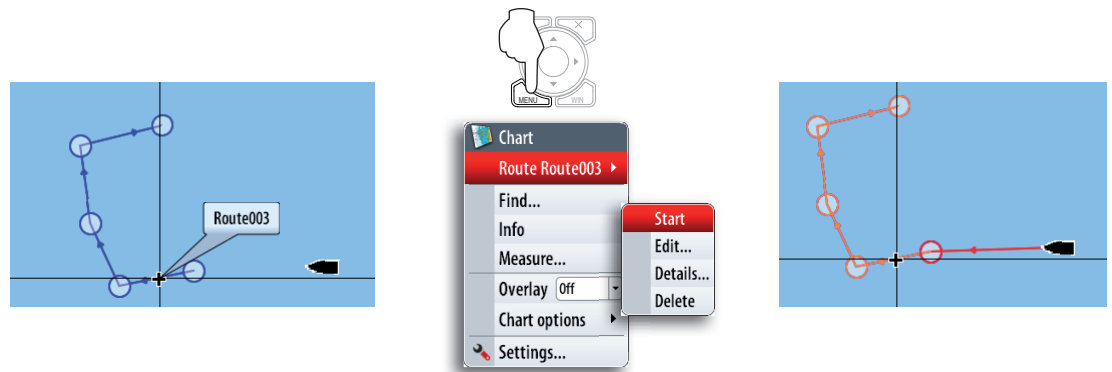 Route003
MENU
WIN
Chart
Route Route003
Find...
Info
Measure...
Overlay Off
Chart options
Settings...
Start
Edit...
Details...
Delete